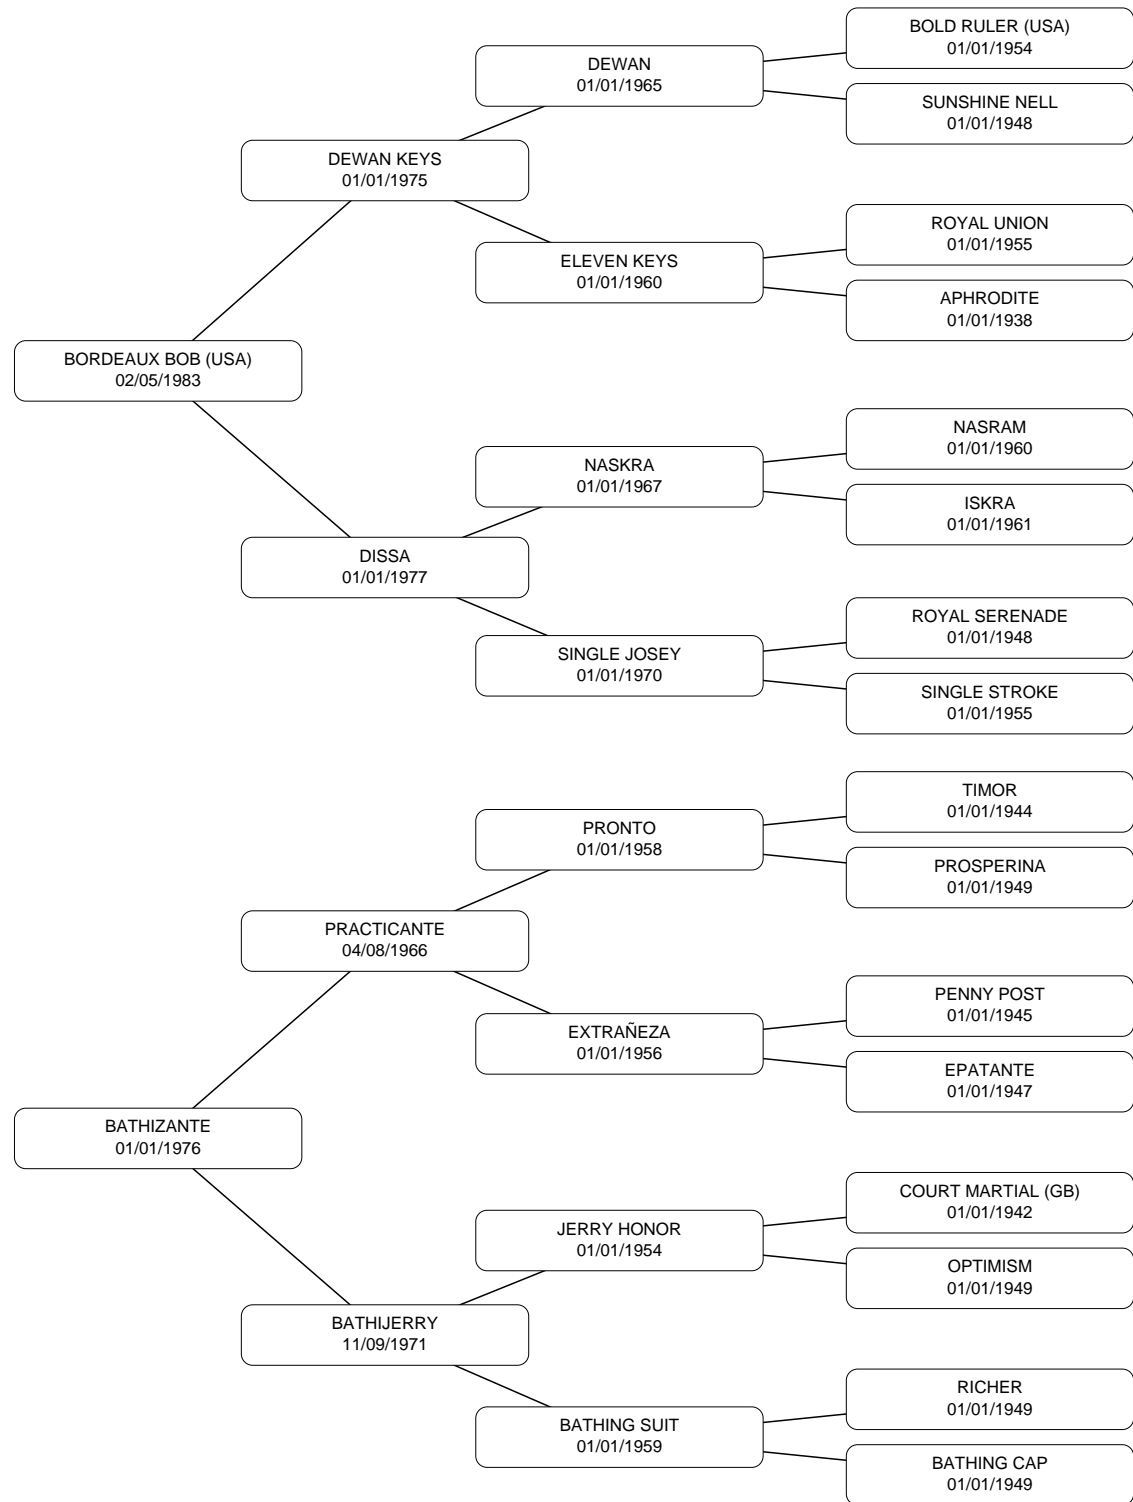 BOLD RULER (USA)
01/01/1954
DEWAN
01/01/1965
SUNSHINE NELL
01/01/1948
DEWAN KEYS
01/01/1975
ROYAL UNION
01/01/1955
ELEVEN KEYS
01/01/1960
APHRODITE
01/01/1938
BORDEAUX BOB (USA)
02/05/1983
NASRAM
01/01/1960
NASKRA
01/01/1967
ISKRA
01/01/1961
DISSA
01/01/1977
ROYAL SERENADE
01/01/1948
SINGLE JOSEY
01/01/1970
SINGLE STROKE
01/01/1955
TIMOR
01/01/1944
PRONTO
01/01/1958
PROSPERINA
01/01/1949
PRACTICANTE
04/08/1966
PENNY POST
01/01/1945
EXTRAÑEZA
01/01/1956
EPATANTE
01/01/1947
BATHIZANTE
01/01/1976
COURT MARTIAL (GB)
01/01/1942
JERRY HONOR
01/01/1954
OPTIMISM
01/01/1949
BATHIJERRY
11/09/1971
RICHER
01/01/1949
BATHING SUIT
01/01/1959
BATHING CAP
01/01/1949